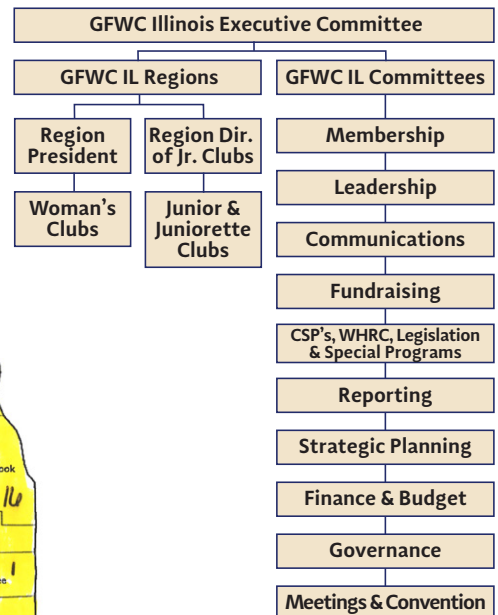 GFWC Illinois Executive Committee
GFWC IL Regions
GFWC IL Committees
Region
President
Region Dir.
of Jr. Clubs
Woman's
Clubs
Junior &
Juniorette
Clubs
Membership
Leadership
Communications
Fundraising
CSP's, WHRC, Legislation
& Special Programs
Reporting
Strategic Planning
Finance & Budget
Governance
Meetings & Convention
16
1